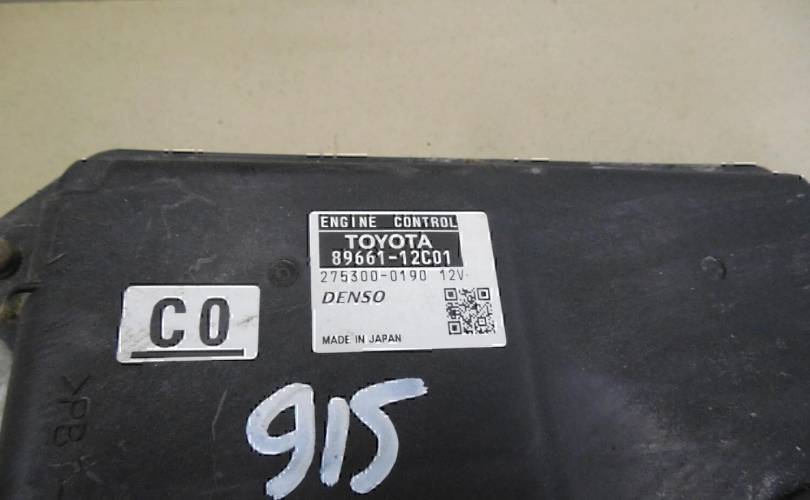 ENGINE CONTROL
TOYOTA
89661-12C01
275300-0190 12V
DENSO
MADE IN JAPAN
C0
915